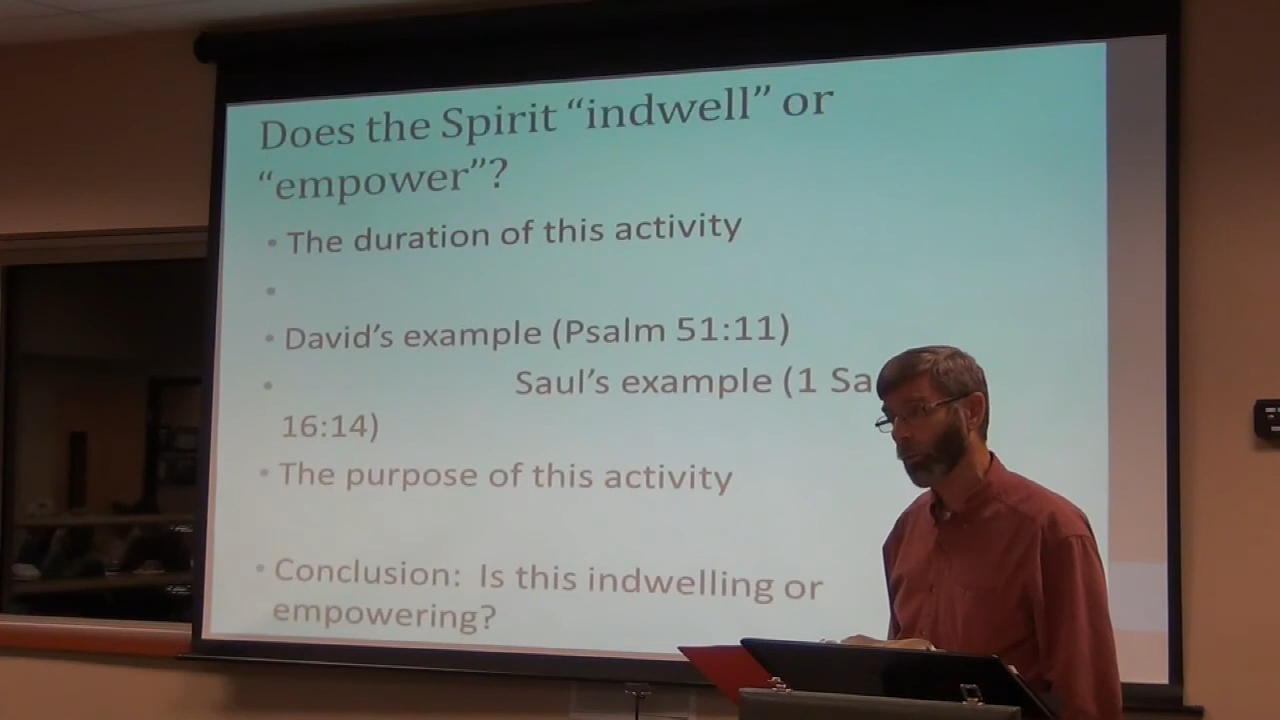 Does the Spirit “indwell” or
“empower”?
• The duration of this activity
•
• David’s example (Psalm 51:11)
• Saul’s example (1 Sa
16:14)
• The purpose of this activity
• Conclusion: Is this indwelling or
empowering?